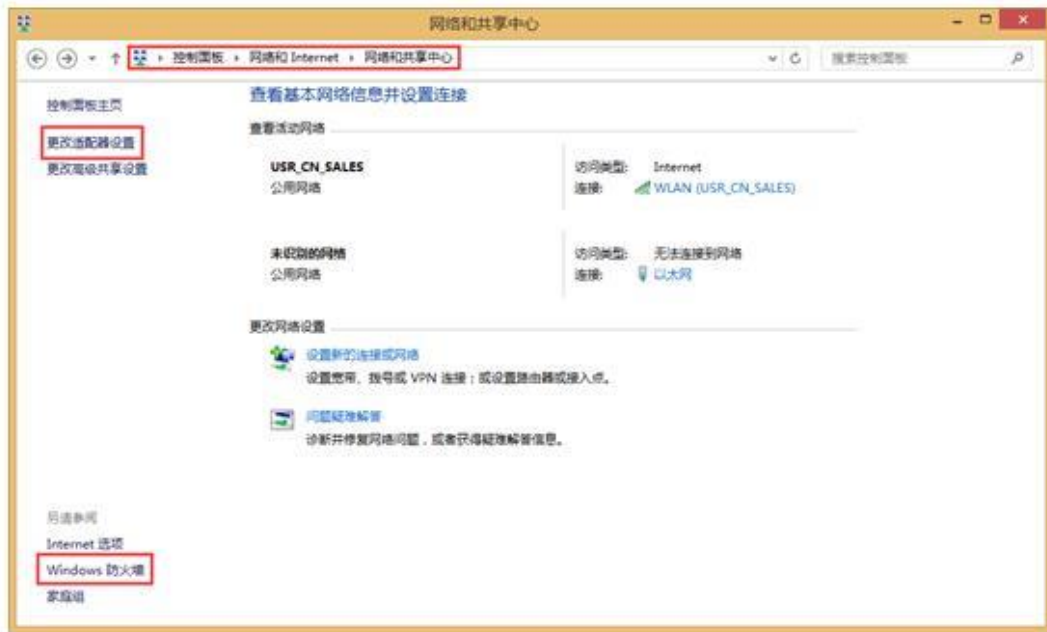 网络和共享中心
控制面板 网络和 Internet 网络和共享中心
搜索控制面板
控制面板主页
更改适配器设置
更改高级共享设置
查看基本网络信息并设置连接
查看活动网络
USR_CN_SALES
公用网络
访问类型: Internet
连接: WLAN (USR_CN_SALES)
未识别的网络
公用网络
访问类型: 无法连接到网络
连接: 以太网
更改网络设置
设置新的连接或网络
设置宽带、拨号或 VPN 连接；或设置路由器或接入点。
问题疑难解答
诊断并修复网络问题，或者获得疑难解答信息。
另请参阅
Internet 选项
Windows 防火墙
家庭组